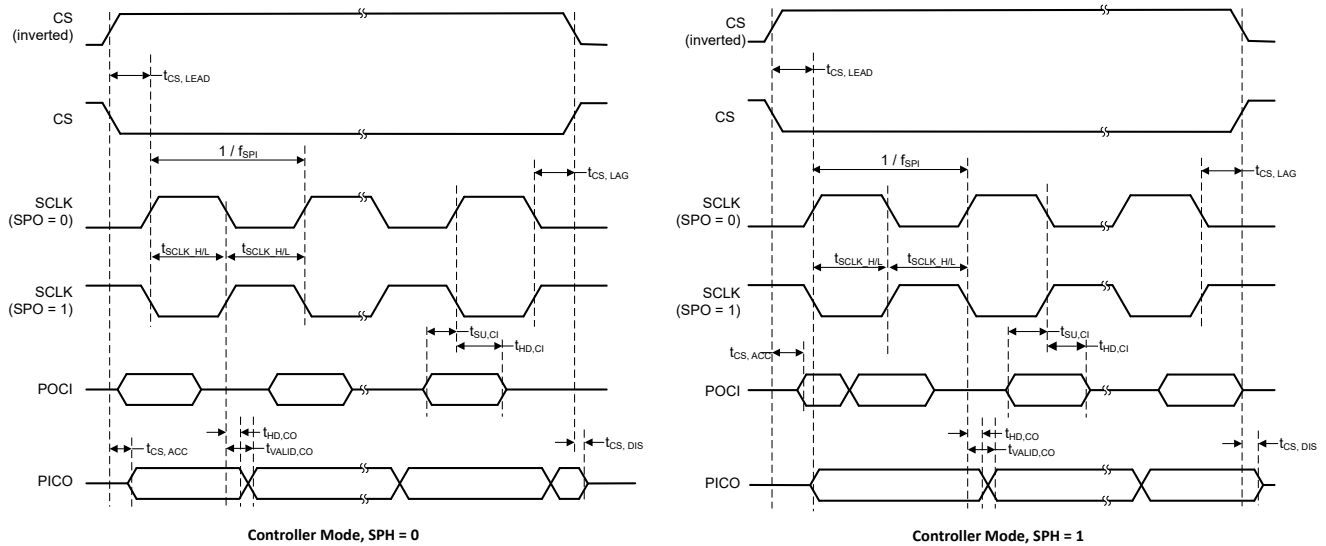 CS
(inverted)
tCS, LEAD
CS
1 / fSPI
tCS, LAG
SCLK
(SPO = 0)
tSCLK_H/L tSCLK_H/L
SCLK
(SPO = 1)
tSU,CI
tHD,CI
POCI
tHD,CO
tCS, ACC
tVALID,CO
tCS, DIS
PICO
Controller Mode, SPH = 0
CS
(inverted)
tCS, LEAD
CS
1 / fSPI
tCS, LAG
SCLK
(SPO = 0)
tSCLK_H/L tSCLK_H/L
SCLK
(SPO = 1)
tSU,CI
tHD,CI
tCS, ACC
POCI
tHD,CO
tVALID,CO
tCS, DIS
PICO
Controller Mode, SPH = 1